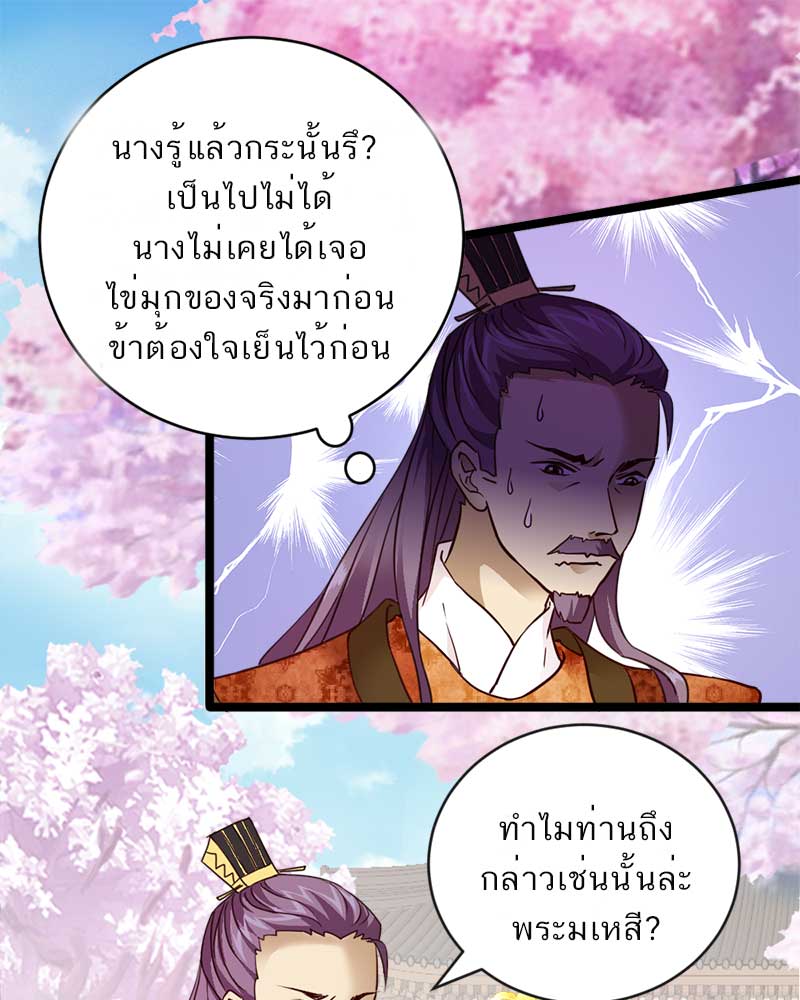 นางรู้แล้วกระนั้นรึ?
เป็นไปไม่ได้
นางไม่เคยได้เจอ
ไข่มุกของจริงมาก่อน
ข้าต้องใจเย็นไว้ก่อน
ทำไมท่านถึง
กล่าวเช่นนั้นล่ะ
พระมเหสี?